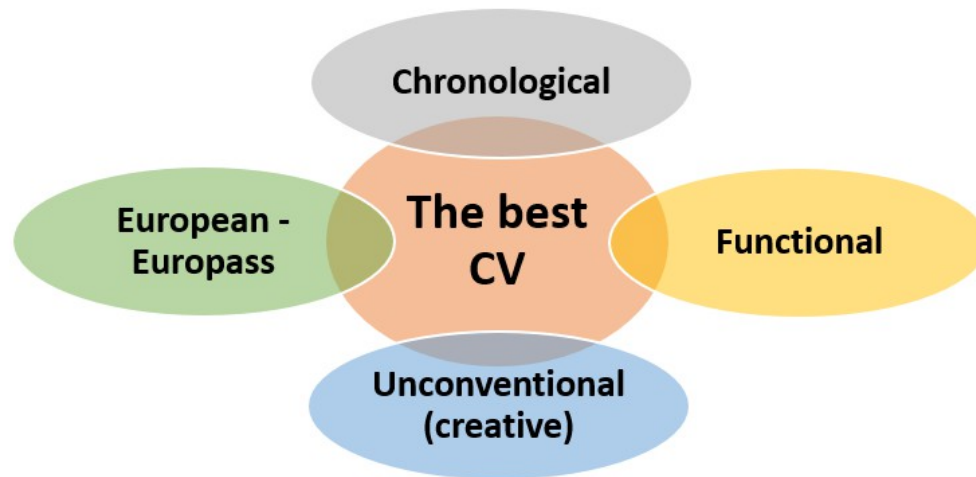 Chronological
European -
Europass
The best
CV
Functional
Unconventional
(creative)